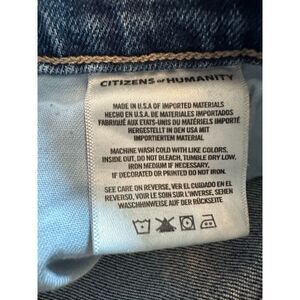 CITIZENS of HUMANITY
MADE IN U.S.A OF IMPORTED MATERIALS
HECHO EN U.S.A. DE MATERIALES IMPORTADOS
FABRIQUÉ AUX ETATS-UNIS DU MATÉRIEL IMPORTÉ
HERGESTELLT IN DEN USA MIT
IMPORTIERTEM MATERIAL
MACHINE WASH COLD WITH LIKE COLORS,
INSIDE OUT, DO NOT BLEACH, TUMBLE DRY LOW,
IRON MEDIUM IF NECESSARY,
IF DECORATED OR PRINTED DO NOT IRON.
SEE CARE ON REVERSE, VER EL CUIDADO EN EL
REVERSO, VOIR LE SOIN SUR L'INVERSE, SEHEN
WASCHHINWEISE AUF DER RÜCKSEITE